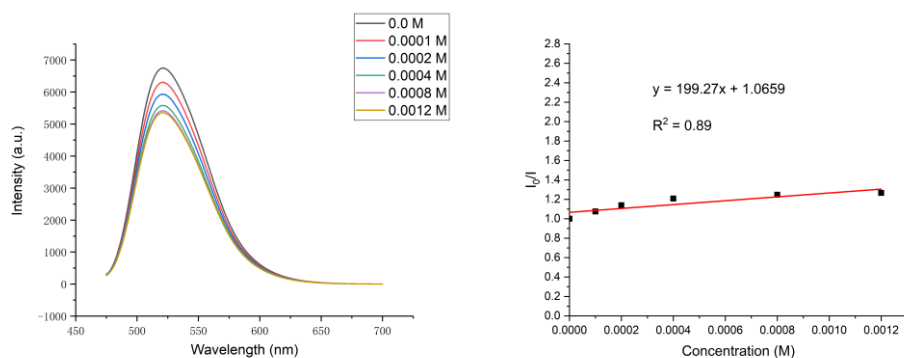 0.0 M
0.0001 M
0.0002 M
0.0004 M
0.0008 M
0.0012 M
7000
6000
5000
4000
3000
2000
1000
0
−1000
450 500 550 600 650 700
Wavelength (nm)
Intensity (a.u.)
2.8
2.6
2.4
2.2
2.0
1.8
1.6
1.4
1.2
1.0
0.8
0.6
0.4
0.2
0.0
y = 199.27x + 1.0659
R² = 0.89
I₀/I
0.0000 0.0002 0.0004 0.0006 0.0008 0.0010 0.0012
Concentration (M)